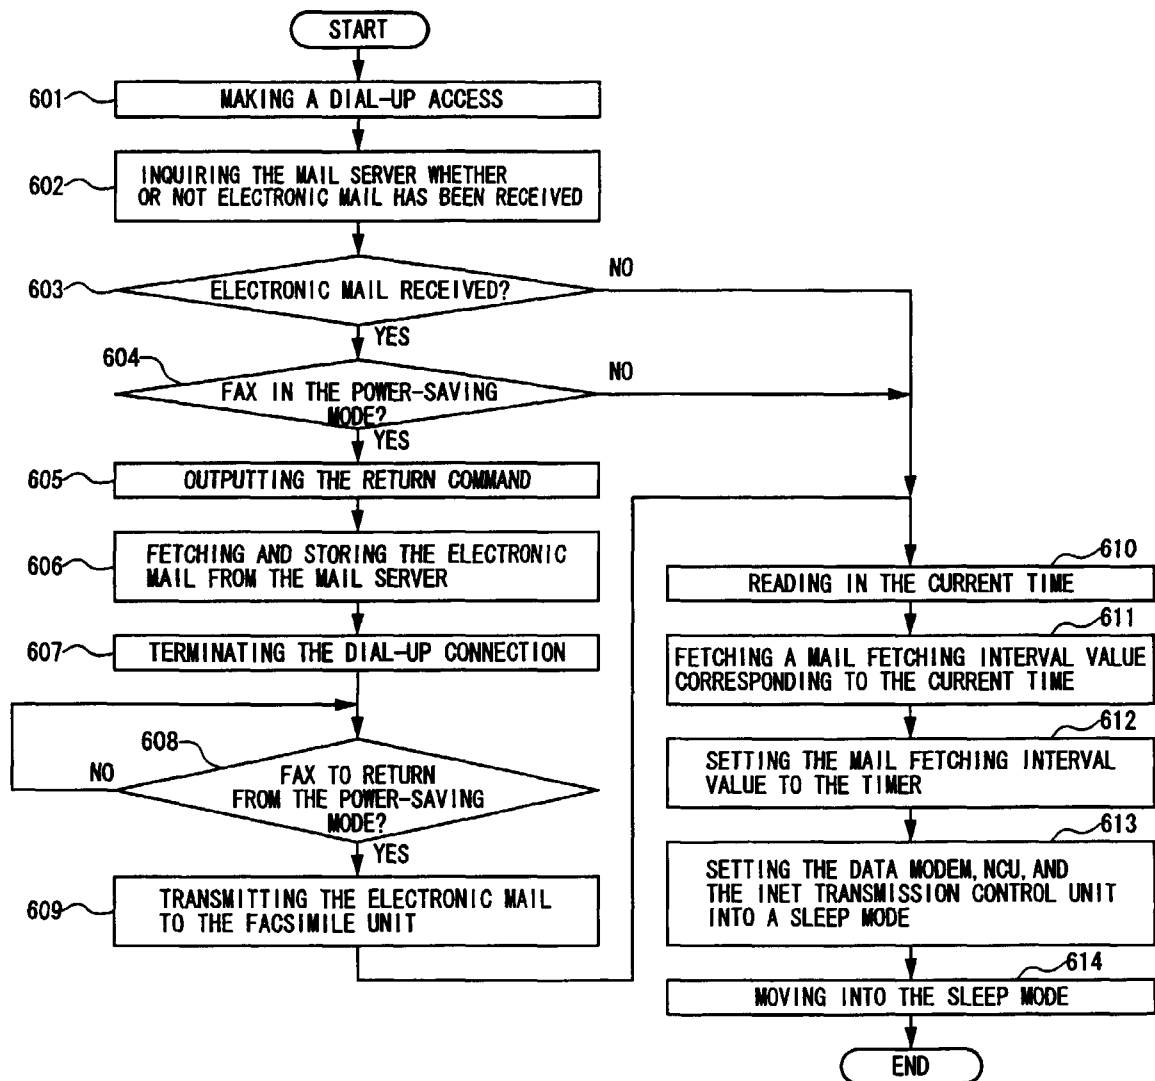 START
601
MAKING A DIAL-UP ACCESS
602
INQUIRING THE MAIL SERVER WHETHER
OR NOT ELECTRONIC MAIL HAS BEEN RECEIVED
603
ELECTRONIC MAIL RECEIVED?
NO
YES
604
FAX IN THE POWER-SAVING
MODE?
NO
YES
605
OUTPUTTING THE RETURN COMMAND
606
FETCHING AND STORING THE ELECTRONIC
MAIL FROM THE MAIL SERVER
607
TERMINATING THE DIAL-UP CONNECTION
608
FAX TO RETURN
FROM THE POWER-SAVING
MODE?
NO
YES
609
TRANSMITTING THE ELECTRONIC MAIL
TO THE FACSIMILE UNIT
610
READING IN THE CURRENT TIME
611
FETCHING A MAIL FETCHING INTERVAL VALUE
CORRESPONDING TO THE CURRENT TIME
612
SETTING THE MAIL FETCHING INTERVAL
VALUE TO THE TIMER
613
SETTING THE DATA MODEM, NCU, AND
THE INET TRANSMISSION CONTROL UNIT
INTO A SLEEP MODE
614
MOVING INTO THE SLEEP MODE
END